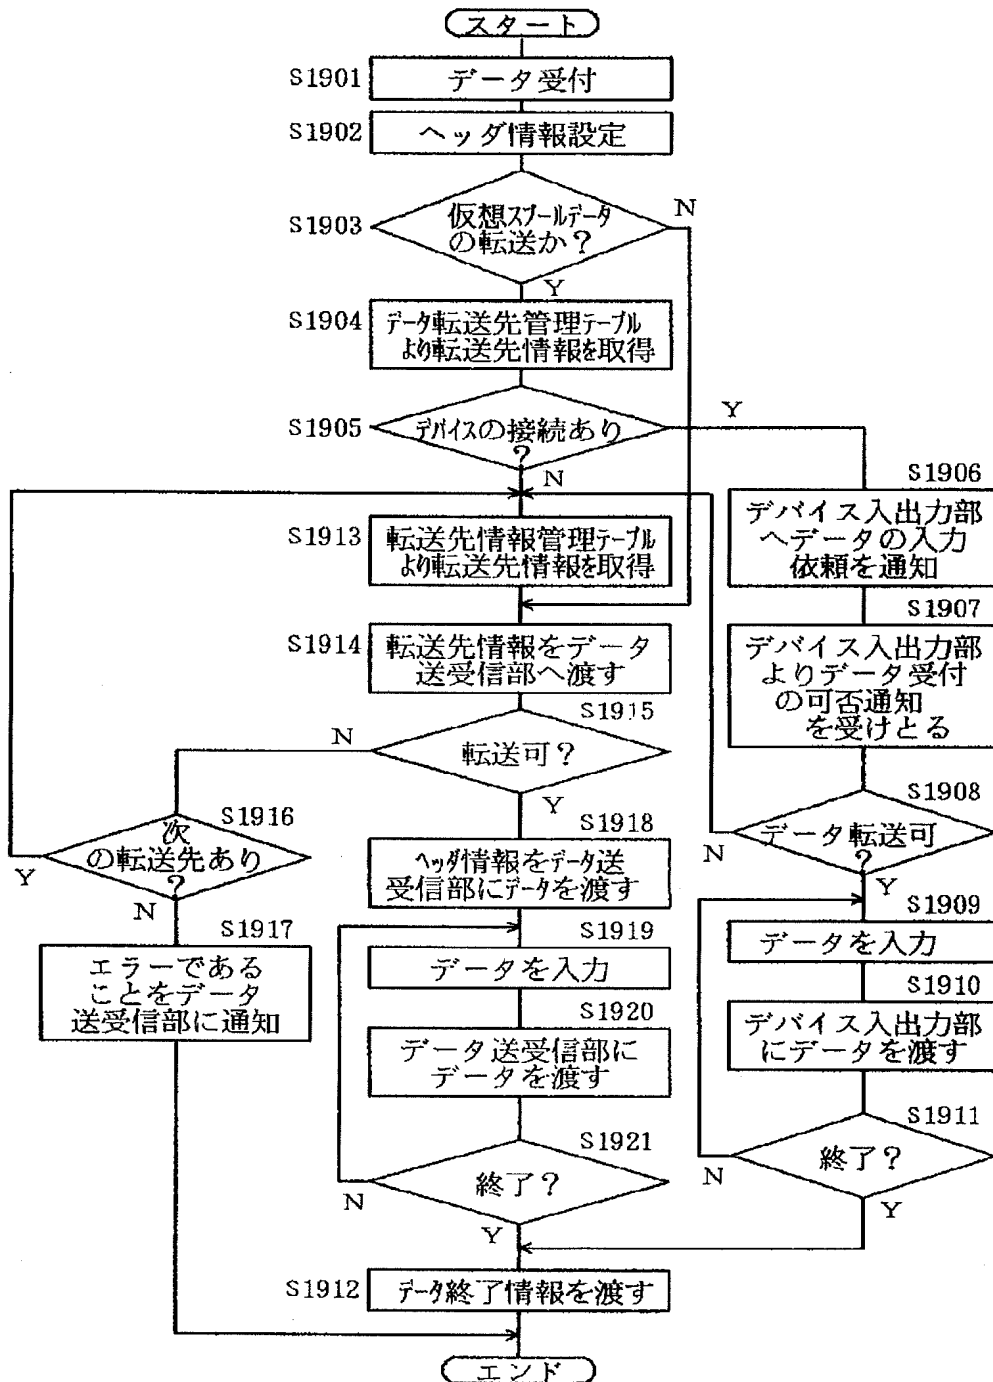 スタート
S1901
データ受付
S1902
ヘッダ情報設定
S1903
仮想スプールデータ
の転送か？
N
Y
S1904
データ転送先管理テーブル
より転送先情報を取得
S1905
デバイスの接続あり
？
Y
N
S1906
デバイス入出力部
へデータの入力
依頼を通知
S1913
転送先情報管理テーブル
より転送先情報を取得
S1907
デバイス入出力部
よりデータ受付
の可否通知
を受けとる
S1914
転送先情報をデータ
送受信部へ渡す
S1915
転送可？
N
Y
S1908
データ転送可
？
N
Y
S1916
次
の転送先あり
？
Y
N
S1918
ヘッダ情報をデータ送
受信部にデータを渡す
S1909
データを入力
S1917
エラーである
ことをデータ
送受信部に通知
S1919
データを入力
S1910
デバイス入出力部
にデータを渡す
S1920
データ送受信部に
データを渡す
S1911
終了？
N
Y
S1921
終了？
N
Y
S1912
データ終了情報を渡す
エンド